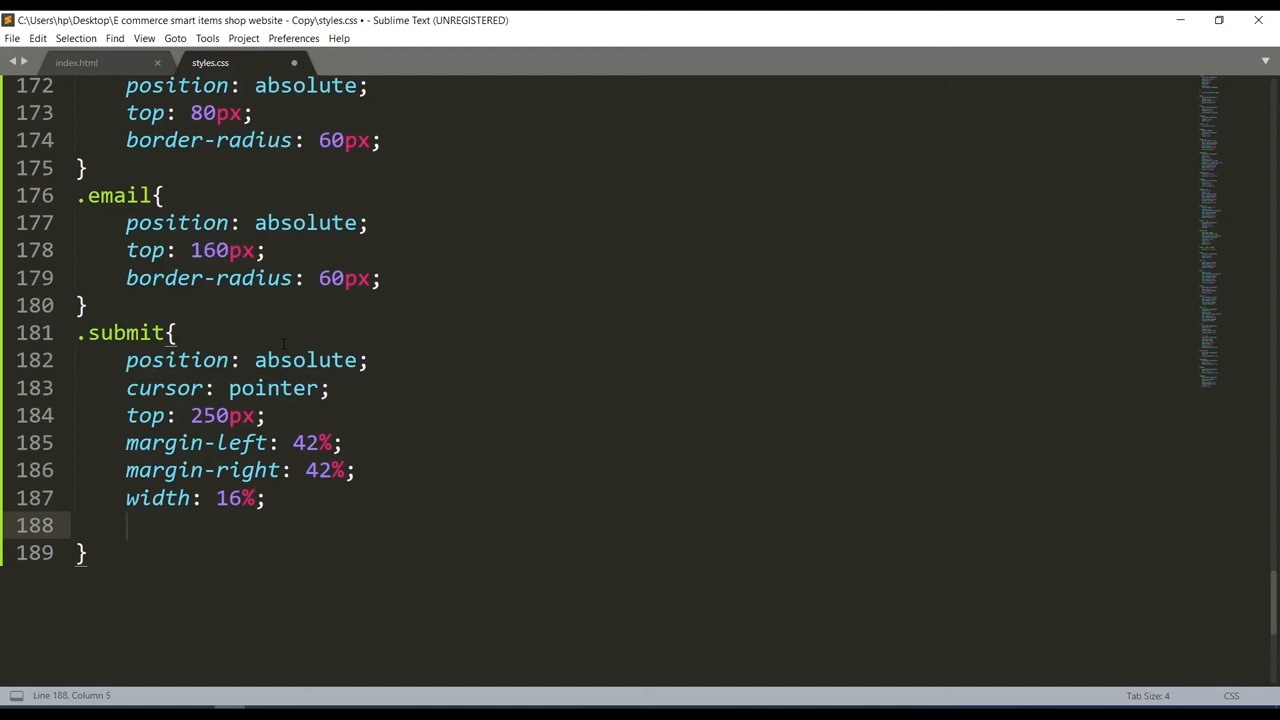 C:\Users\hp\Desktop\E commerce smart items shop website - Copy\styles.css • - Sublime Text (UNREGISTERED)
File Edit Selection Find View Goto Tools Project Preferences Help
index.html styles.css
172 position: absolute;
173 top: 80px;
174 border-radius: 60px;
175 }
176 .email{
177 position: absolute;
178 top: 160px;
179 border-radius: 60px;
180 }
181 .submit{
182 position: absolute;
183 cursor: pointer;
184 top: 250px;
185 margin-left: 42%;
186 margin-right: 42%;
187 width: 16%;
188
189 }
Line 188, Column 5 Tab Size: 4 CSS